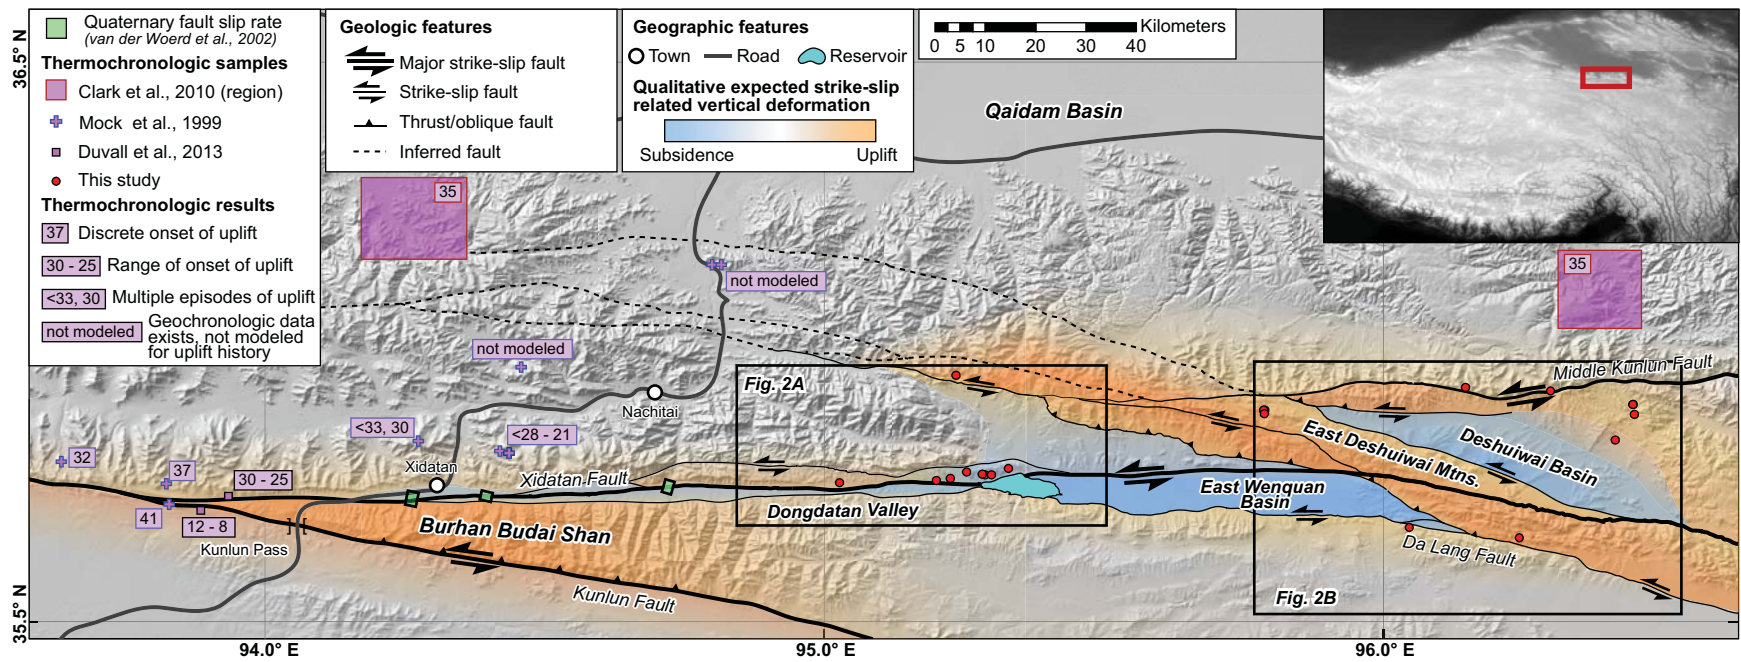 Quaternary fault slip rate
(van der Woerd et al., 2002)
Thermochronologic samples
Clark et al., 2010 (region)
Mock et al., 1999
Duvall et al., 2013
This study
Thermochronologic results
37 Discrete onset of uplift
30 - 25 Range of onset of uplift
<33, 30 Multiple episodes of uplift
not modeled Geochronologic data
exists, not modeled
for uplift history
Geologic features
Major strike-slip fault
Strike-slip fault
Thrust/oblique fault
Inferred fault
Geographic features
Town Road Reservoir
Qualitative expected strike-slip
related vertical deformation
Subsidence Uplift
Kilometers
0 5 10 20 30 40
36.5° N
35.5° N
94.0° E
95.0° E
96.0° E
Qaidam Basin
35
35
not modeled
not modeled
Nachitai
<33, 30
<28 - 21
32
37
30 - 25
41
12 - 8
Xidatan
Xidatan Fault
Kunlun Pass
Burhan Budai Shan
Kunlun Fault
Fig. 2A
Dongdatan Valley
East Wenquan
Basin
Middle Kunlun Fault
East Deshuiwai Mtns.
Deshuiwai Basin
Da Lang Fault
Fig. 2B